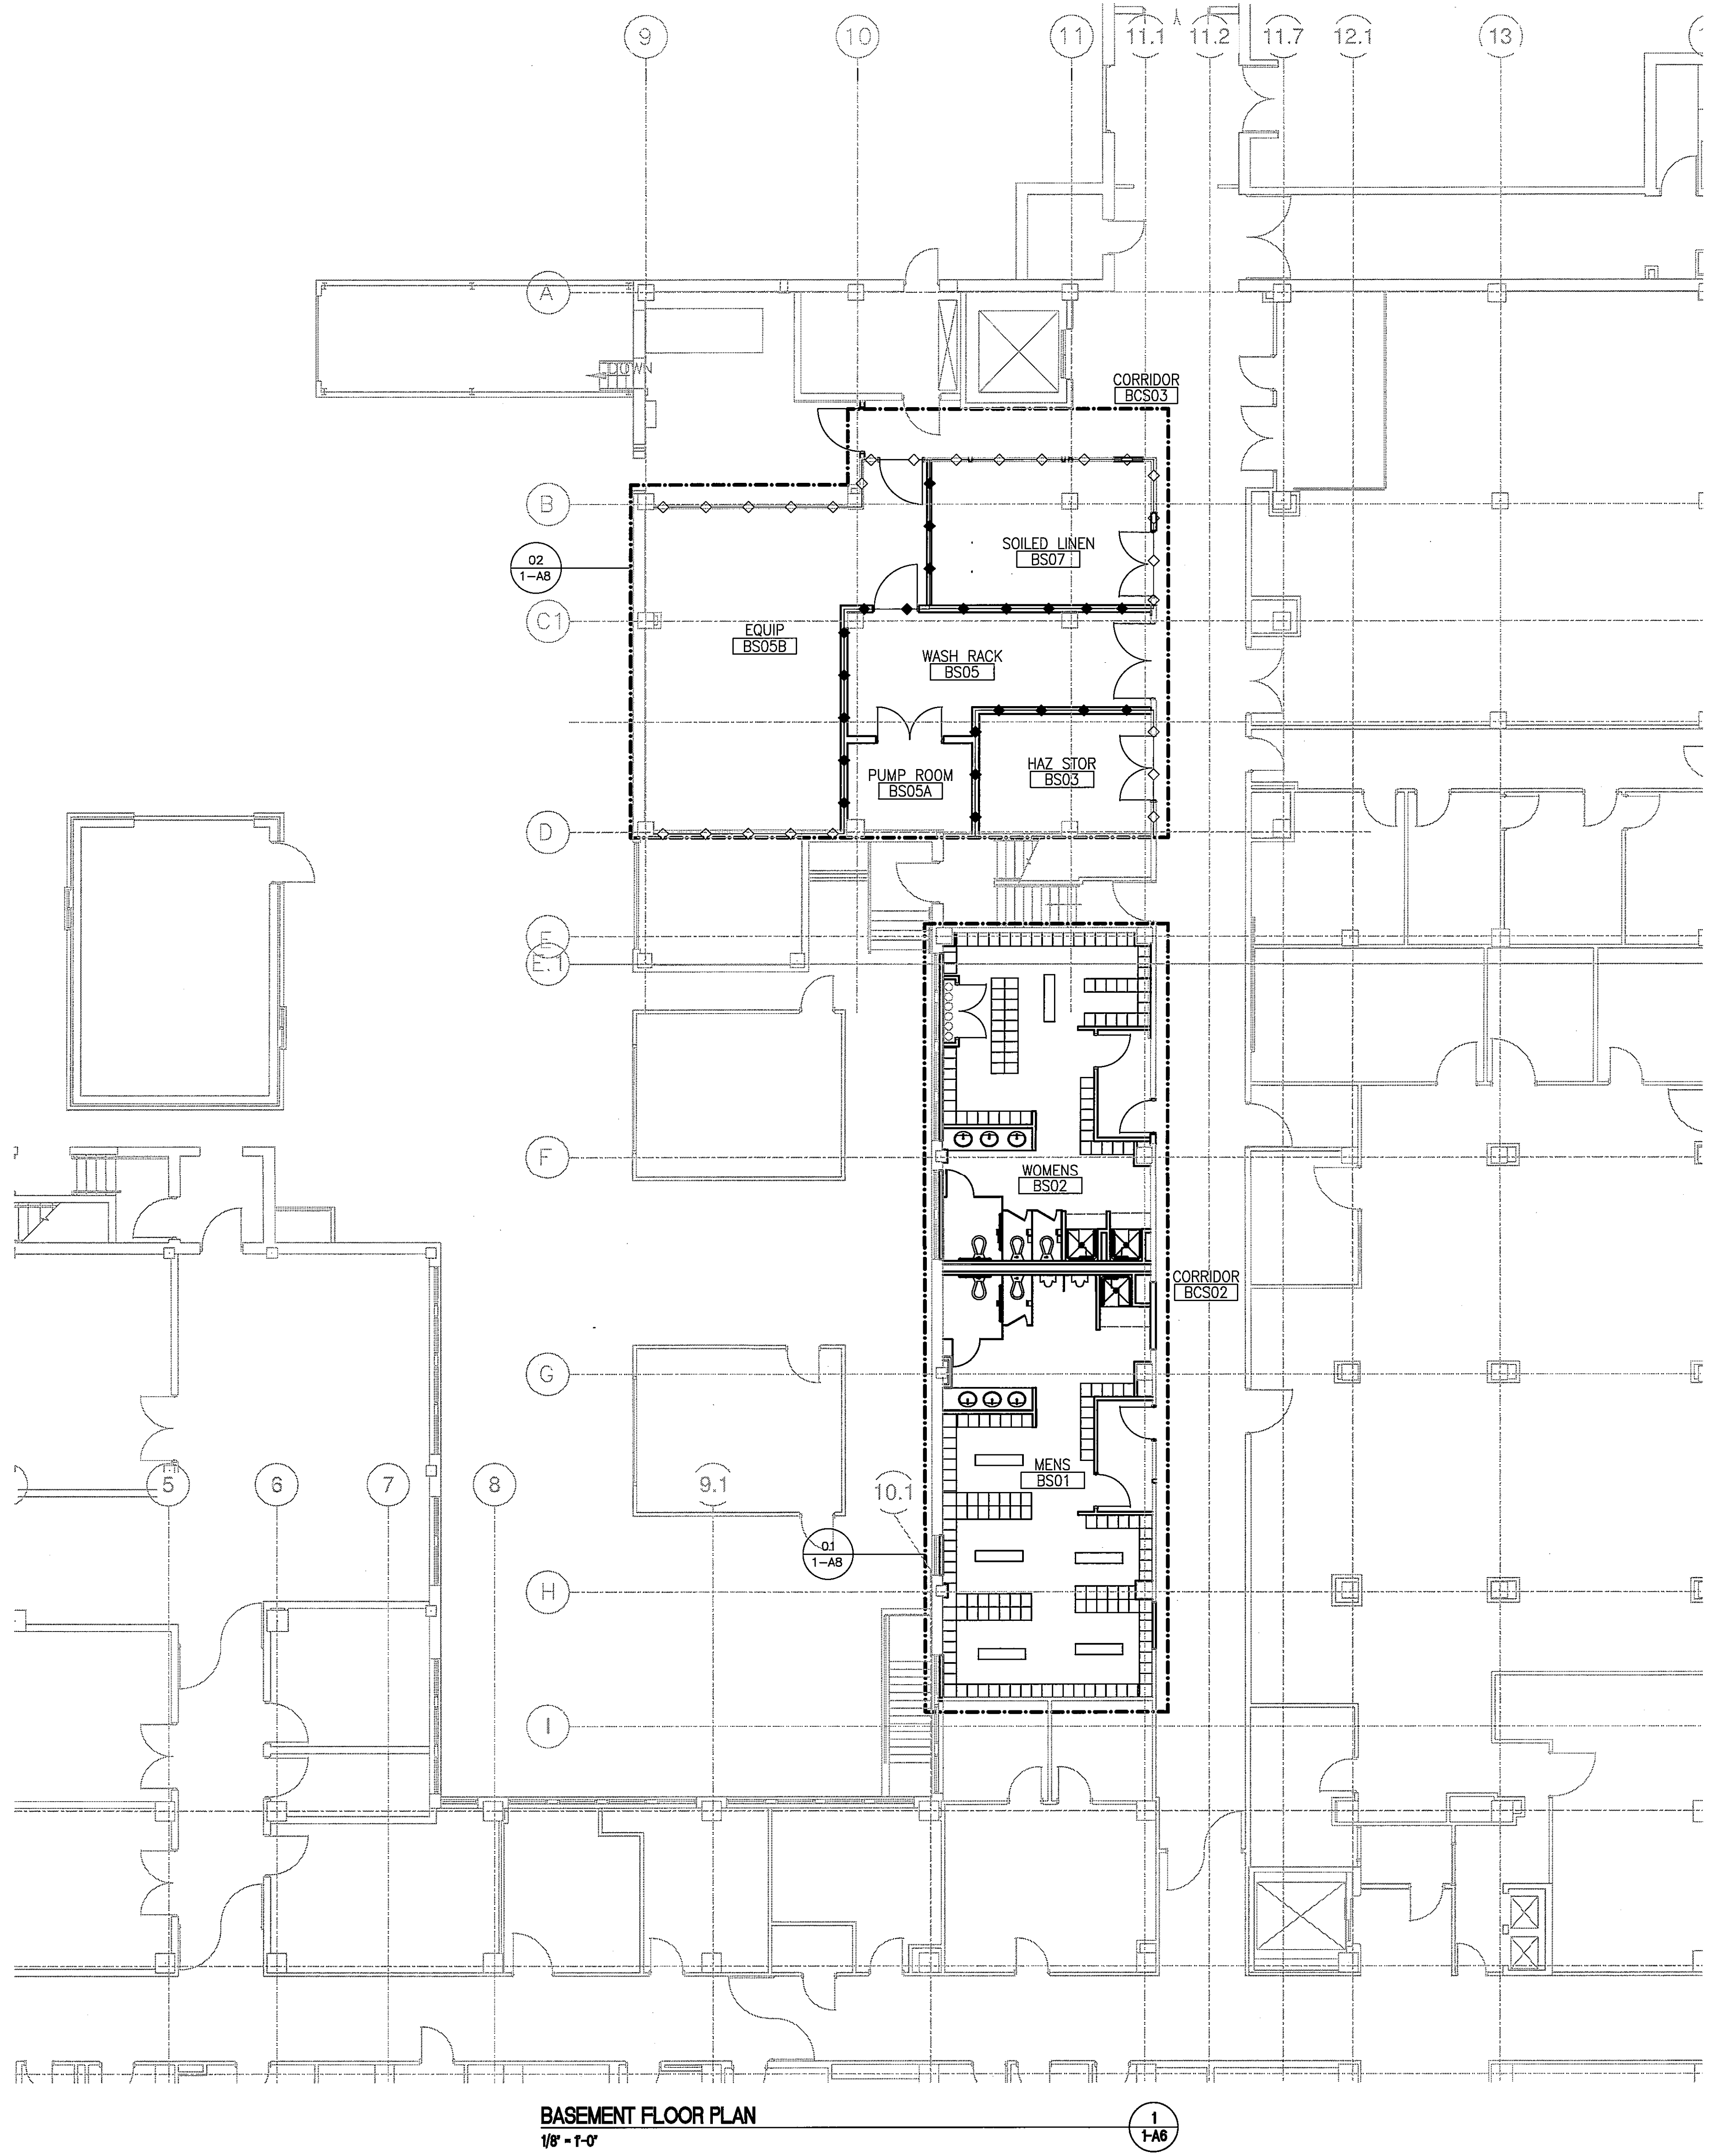 9
10
11
11.1
11.2
11.7
12.1
13
A
DOWN
CORRIDOR
BCS03
B
SOILED LINEN
BS07
02
1-A8
C1
EQUIP
BS05B
WASH RACK
BS05
PUMP ROOM
BS05A
HAZ STOR
BS03
D
E
E.1
F
WOMENS
BS02
CORRIDOR
BCS02
G
MENS
BS01
5
6
7
8
9.1
10.1
01
1-A8
H
I
BASEMENT FLOOR PLAN
1/8" = 1'-0"
1
1-A6